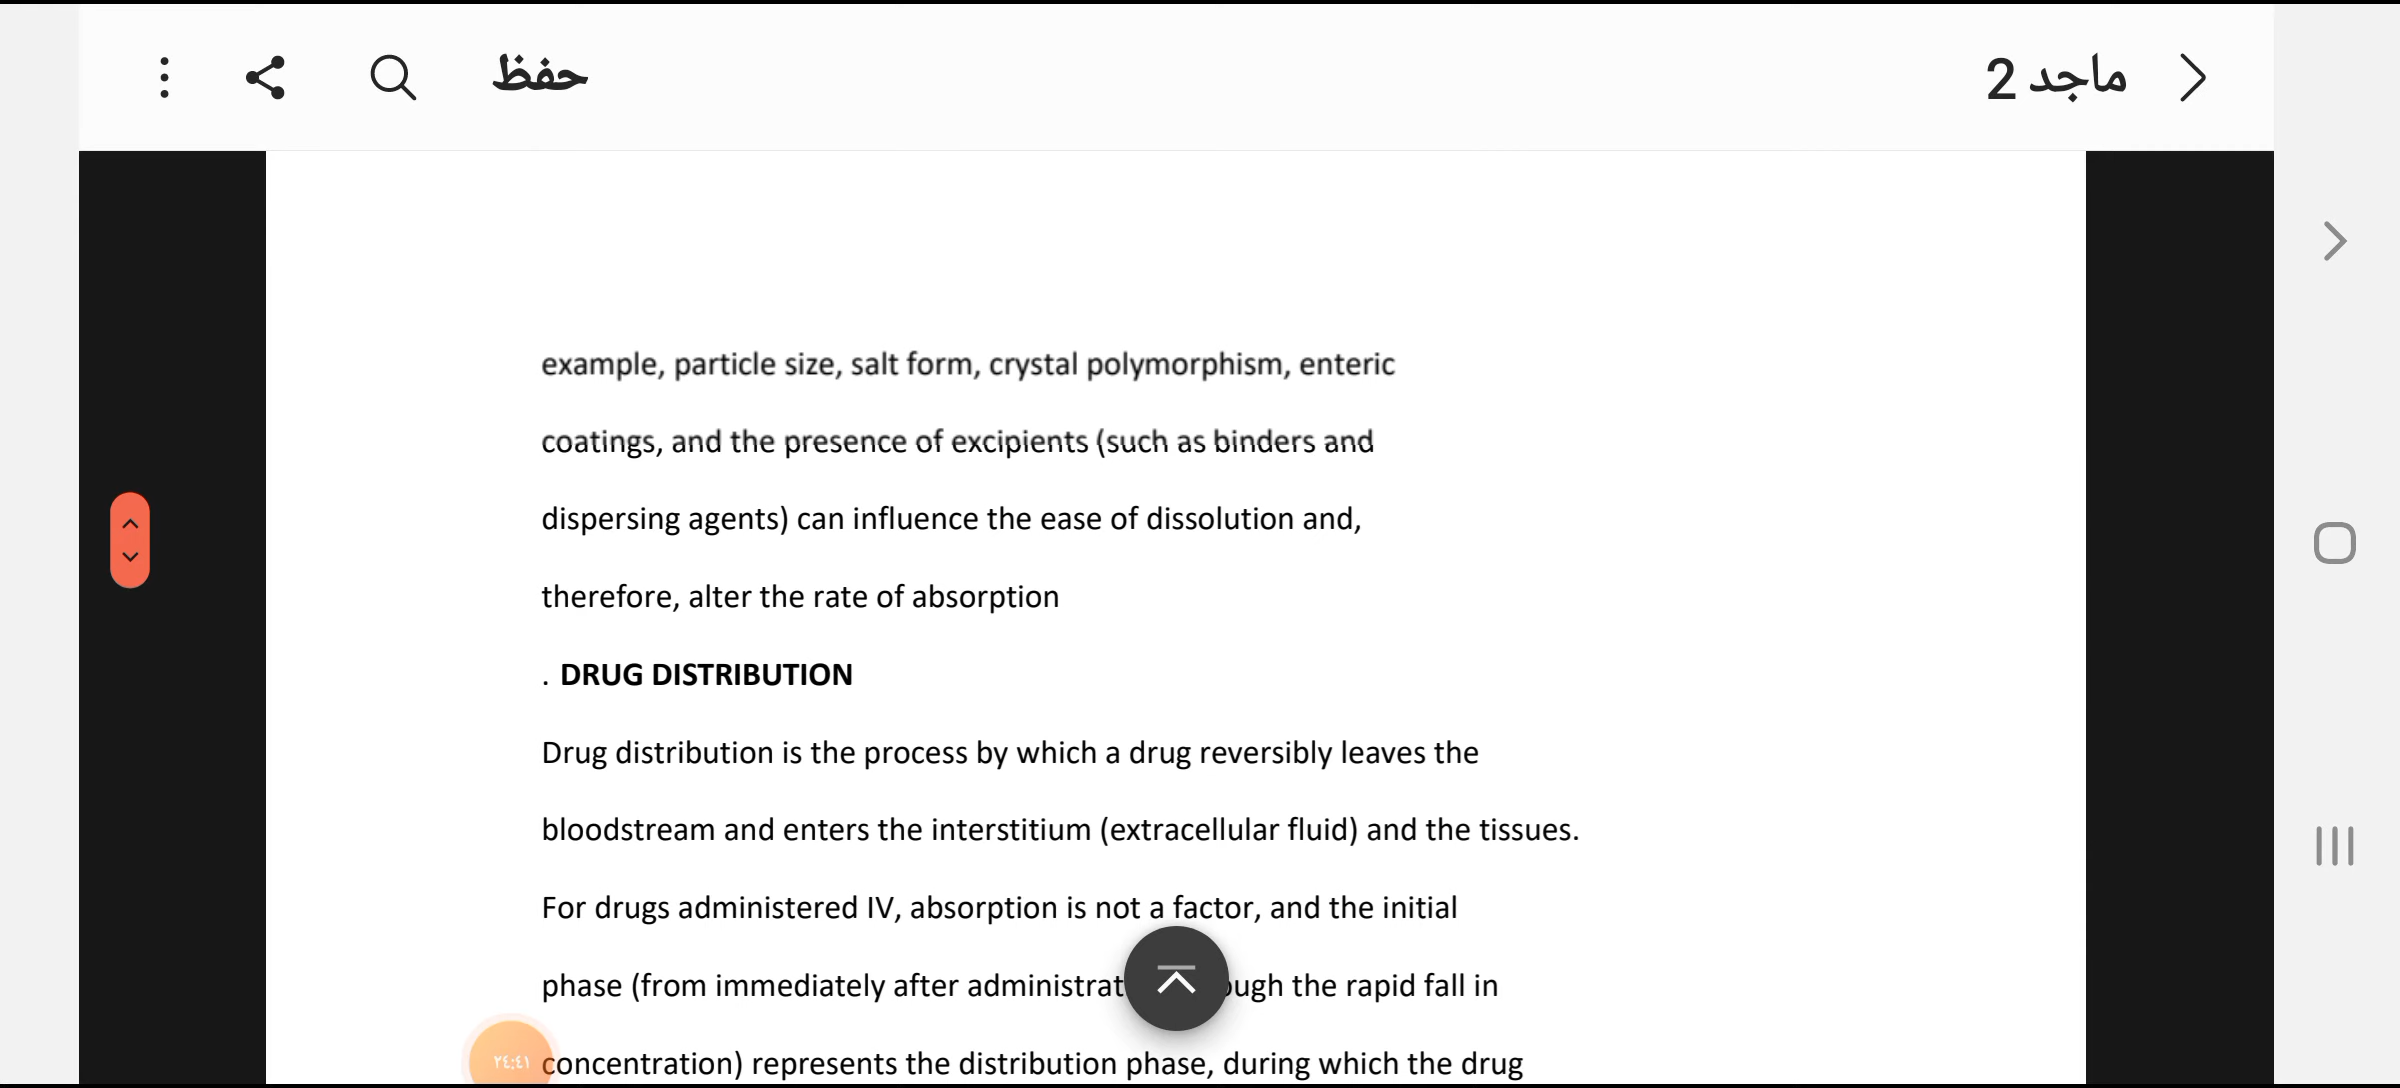 حفظ
ماجد 2
example, particle size, salt form, crystal polymorphism, enteric
coatings, and the presence of excipients (such as binders and
dispersing agents) can influence the ease of dissolution and,
therefore, alter the rate of absorption
. DRUG DISTRIBUTION
Drug distribution is the process by which a drug reversibly leaves the
bloodstream and enters the interstitium (extracellular fluid) and the tissues.
For drugs administered IV, absorption is not a factor, and the initial
phase (from immediately after the rapid fall in
concentration) represents the distribution phase, during which the drug
٢٤:٤١